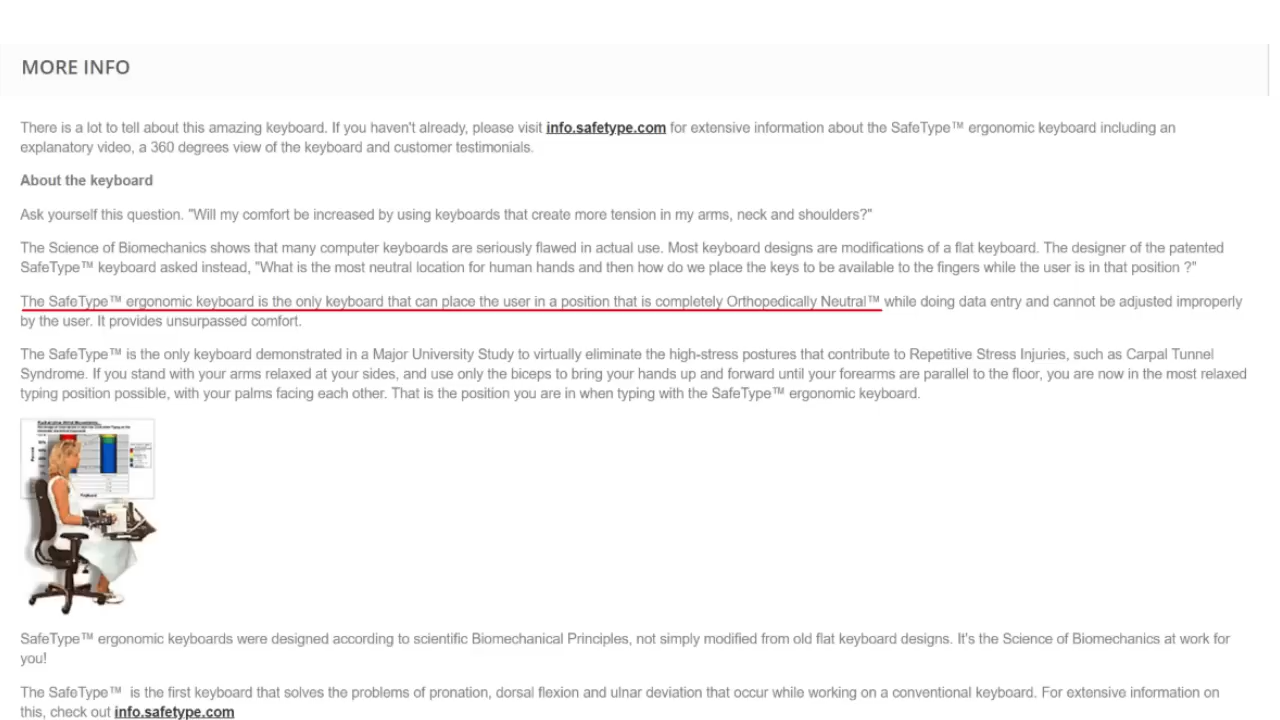 MORE INFO
There is a lot to tell about this amazing keyboard. If you haven't already, please visit info.safetype.com for extensive information about the SafeType™ ergonomic keyboard including an
explanatory video, a 360 degrees view of the keyboard and customer testimonials.
About the keyboard
Ask yourself this question. "Will my comfort be increased by using keyboards that create more tension in my arms, neck and shoulders?"
The Science of Biomechanics shows that many computer keyboards are seriously flawed in actual use. Most keyboard designs are modifications of a flat keyboard. The designer of the patented
SafeType™ keyboard asked instead, "What is the most neutral location for human hands and then how do we place the keys to be available to the fingers while the user is in that position ?"
The SafeType™ ergonomic keyboard is the only keyboard that can place the user in a position that is completely Orthopedically Neutral™ while doing data entry and cannot be adjusted improperly
by the user. It provides unsurpassed comfort.
The SafeType™ is the only keyboard demonstrated in a Major University Study to virtually eliminate the high-stress postures that contribute to Repetitive Stress Injuries, such as Carpal Tunnel
Syndrome. If you stand with your arms relaxed at your sides, and use only the biceps to bring your hands up and forward until your forearms are parallel to the floor, you are now in the most relaxed
typing position possible, with your palms facing each other. That is the position you are in when typing with the SafeType™ ergonomic keyboard.
SafeType™ ergonomic keyboards were designed according to scientific Biomechanical Principles, not simply modified from old flat keyboard designs. It's the Science of Biomechanics at work for
you!
The SafeType™ is the first keyboard that solves the problems of pronation, dorsal flexion and ulnar deviation that occur while working on a conventional keyboard. For extensive information on
this, check out info.safetype.com